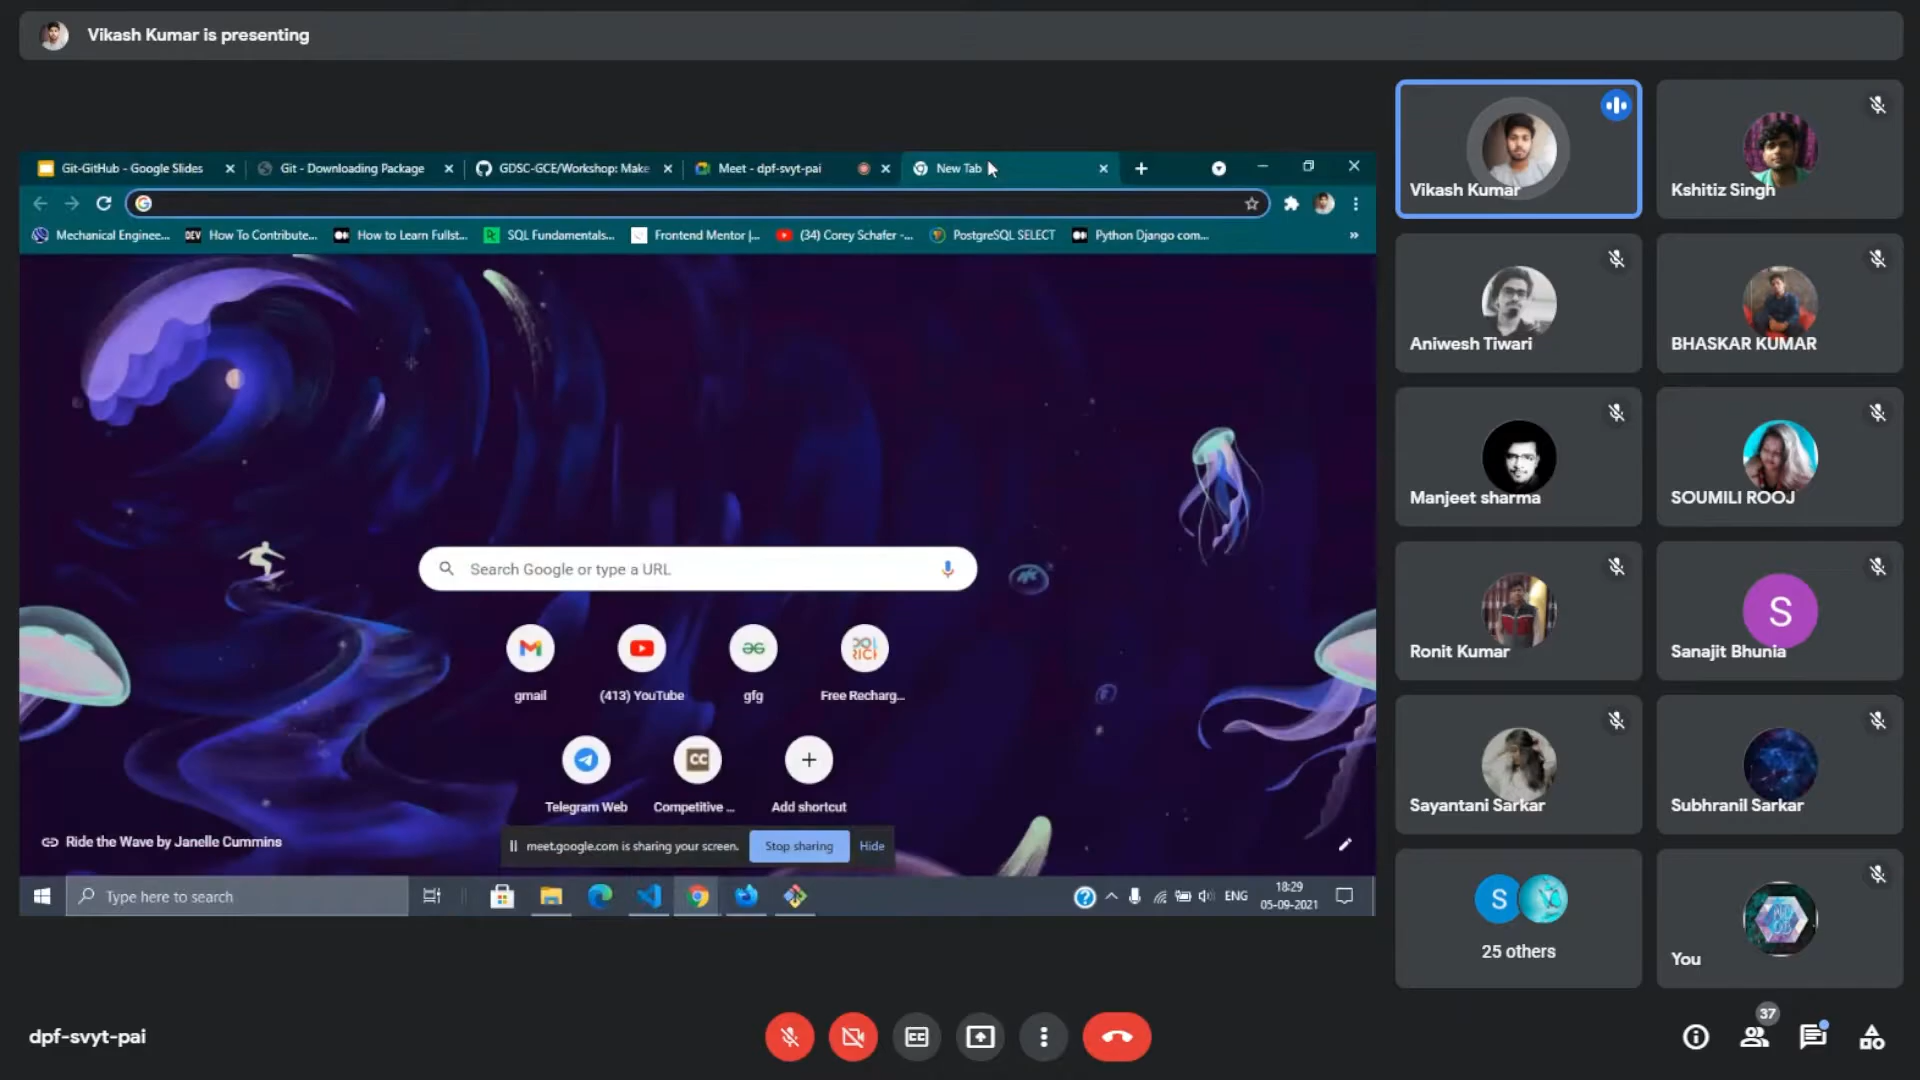 Vikash Kumar is presenting
Git-GitHub - Google Slides
Git - Downloading Package
GDSC-GCE/Workshop: Make
Meet - dpf-svyt-pai
New Tab
Mechanical Enginee...
DEV
How To Contribute...
How to Learn Fullst...
SQL Fundamentals...
Frontend Mentor |...
(34) Corey Schafer -...
PostgreSQL SELECT
Python Django com...
»
Search Google or type a URL
gmail
(413) YouTube
gfg
Free Recharg...
Telegram Web
CC
Competitive ...
Add shortcut
Ride the Wave by Janelle Cummins
meet.google.com is sharing your screen.
Stop sharing
Hide
Type here to search
ENG
18:29
05-09-2021
Vikash Kumar
Kshitiz Singh
Aniwesh Tiwari
BHASKAR KUMAR
Manjeet sharma
SOUMILI ROOJ
Ronit Kumar
S
Sanajit Bhunia
Sayantani Sarkar
Subhranil Sarkar
S
25 others
You
dpf-svyt-pai
CC
37